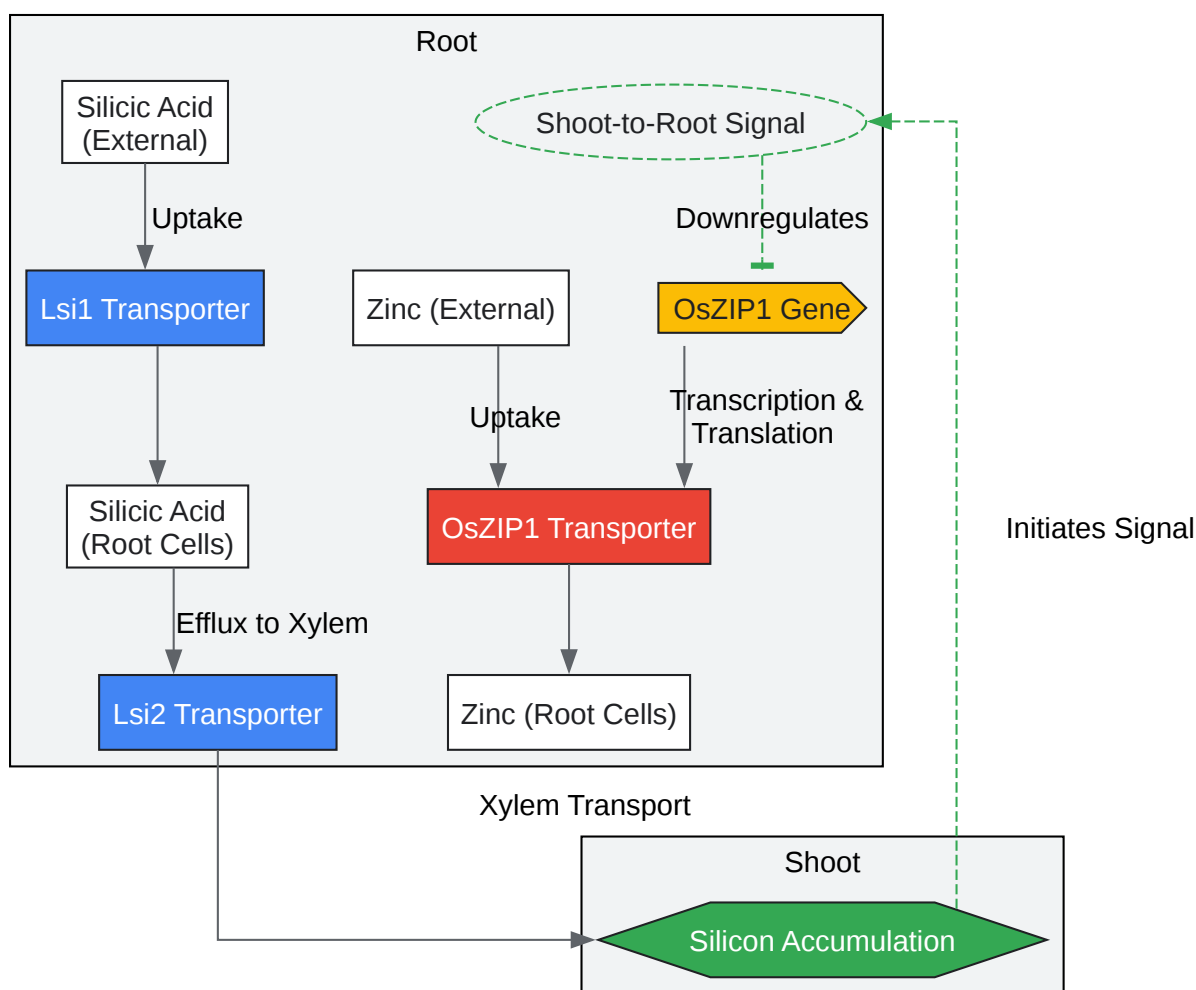 Root
Silicic Acid
(External)
Shoot-to-Root Signal
Uptake
Downregulates
Lsi1 Transporter
Zinc (External)
OsZIP1 Gene
Uptake
Transcription &
Translation
Silicic Acid
(Root Cells)
OsZIP1 Transporter
Initiates Signal
Efflux to Xylem
Lsi2 Transporter
Zinc (Root Cells)
Xylem Transport
Shoot
Silicon Accumulation